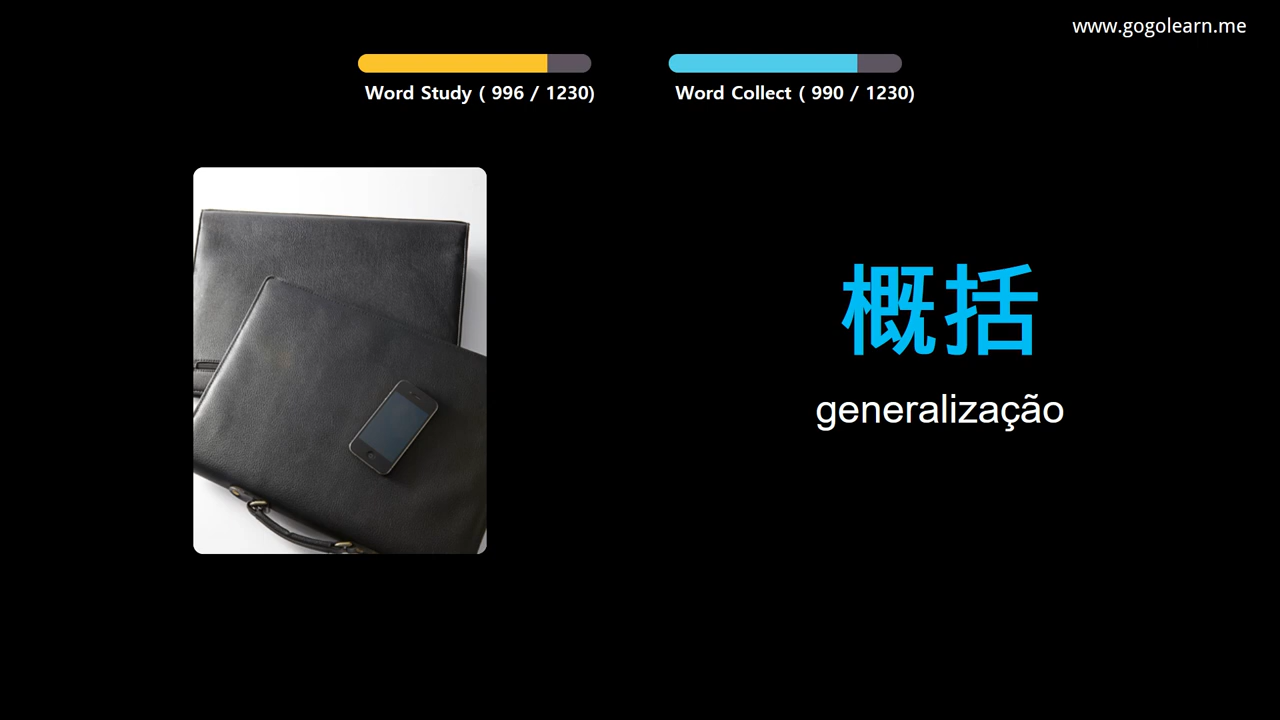 www.gogolearn.me
Word Study ( 996 / 1230)
Word Collect ( 990 / 1230)
概括
generalização